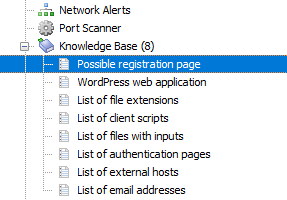 Network Alerts
Port Scanner
Knowledge Base (8)
Possible registration page
WordPress web application
List of file extensions
List of client scripts
List of files with inputs
List of authentication pages
List of external hosts
List of email addresses